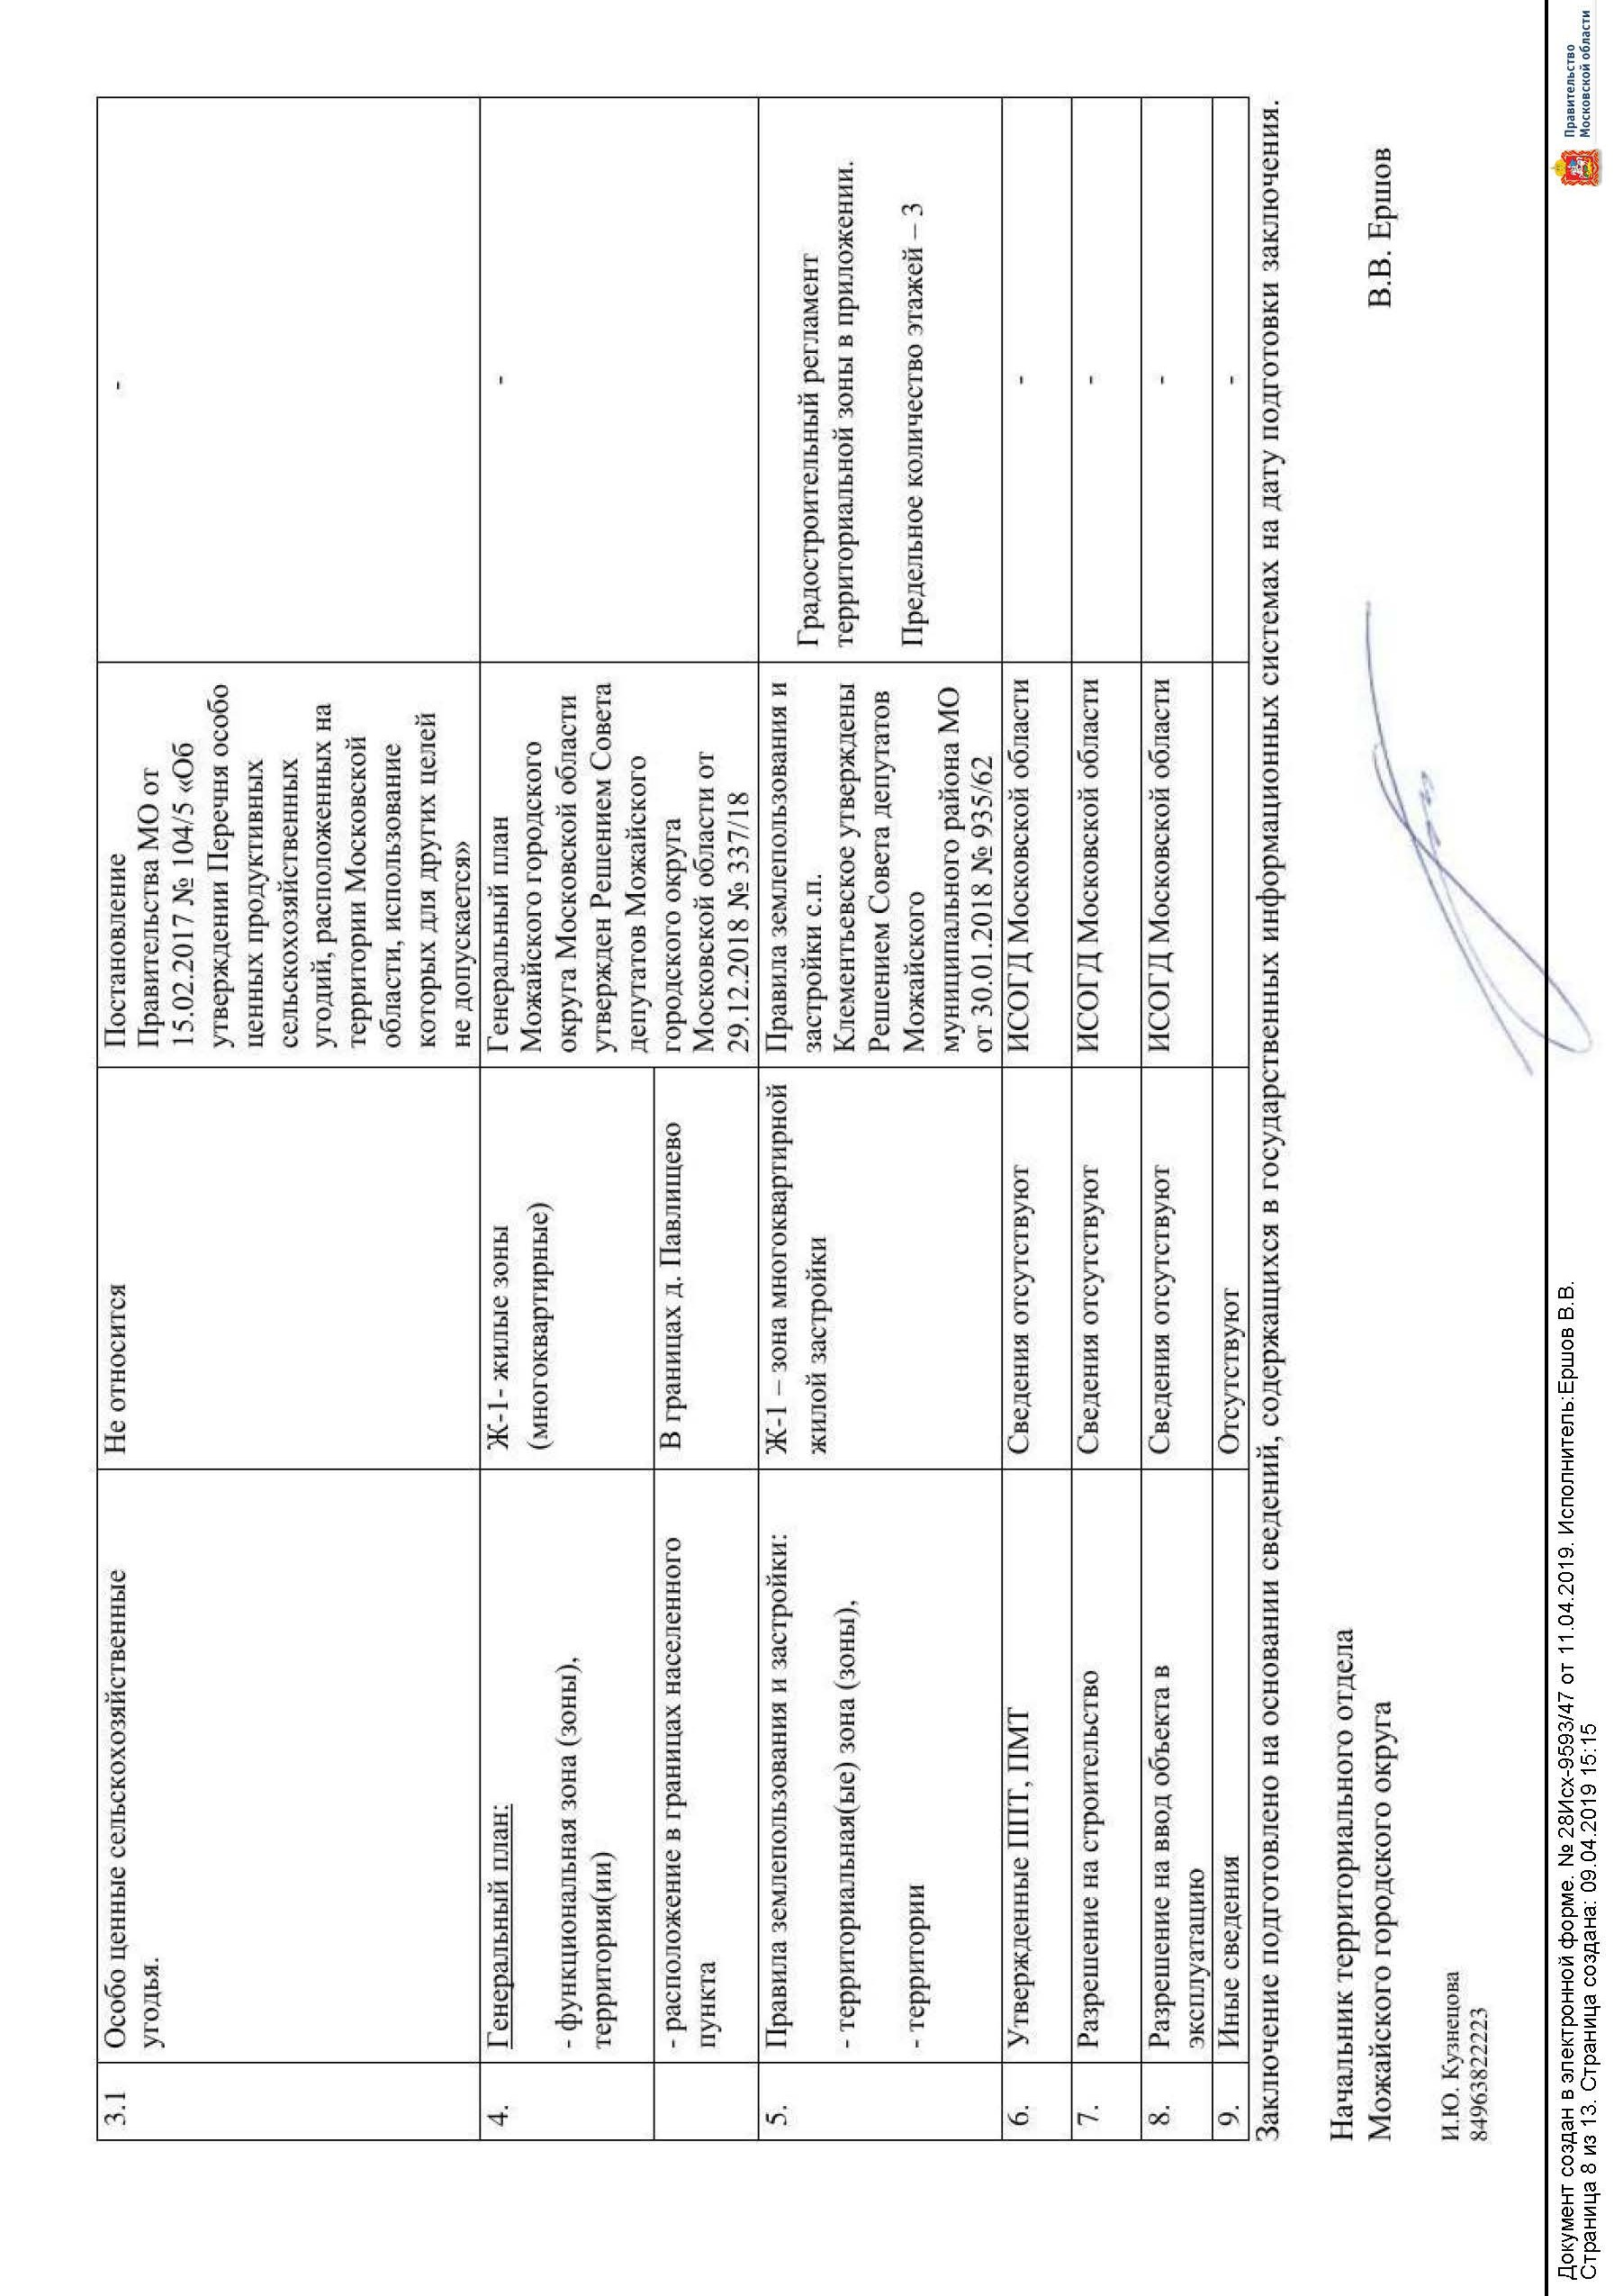 3.1
Особо ценные сельскохозяйственные
угодья.
Не относится
Постановление
Правительства МО от
15.02.2017 № 104/5 «Об
утверждении Перечня особо
ценных продуктивных
сельскохозяйственных
угодий, расположенных на
территории Московской
области, использование
которых для других целей
не допускается»
-
4.
Генеральный план:
- функциональная зона (зоны),
территория(ии)
Ж-1- жилые зоны
(многоквартирные)
Генеральный план
Можайского городского
округа Московской области
утвержден Решением Совета
депутатов Можайского
городского округа
Московской области от
29.12.2018 № 337/18
-
- расположение в границах населенного
пункта
В границах д. Павлищево
5.
Правила землепользования и застройки:
- территориальная(ые) зона (зоны),
- территории
Ж-1 – зона многоквартирной
жилой застройки
Правила землепользования и
застройки с.п.
Клементьевское утверждены
Решением Совета депутатов
Можайского
муниципального района МО
от 30.01.2018 № 935/62
Градостроительный регламент
территориальной зоны в приложении.
Предельное количество этажей – 3
6.
Утвержденные ППТ, ПМТ
Сведения отсутствуют
ИСОГД Московской области
-
7.
Разрешение на строительство
Сведения отсутствуют
ИСОГД Московской области
-
8.
Разрешение на ввод объекта в
эксплуатацию
Сведения отсутствуют
ИСОГД Московской области
-
9.
Иные сведения
Отсутствуют
-
Заключение подготовлено на основании сведений, содержащихся в государственных информационных системах на дату подготовки заключения.
Начальник территориального отдела
Можайского городского округа
В.В. Ершов
И.Ю. Кузнецова
84963822223
Документ создан в электронной форме. № 28Исх-9593/47 от 11.04.2019. Исполнитель:Ершов В.В.
Страница 8 из 13. Страница создана: 09.04.2019 15:15
Правительство
Московской области